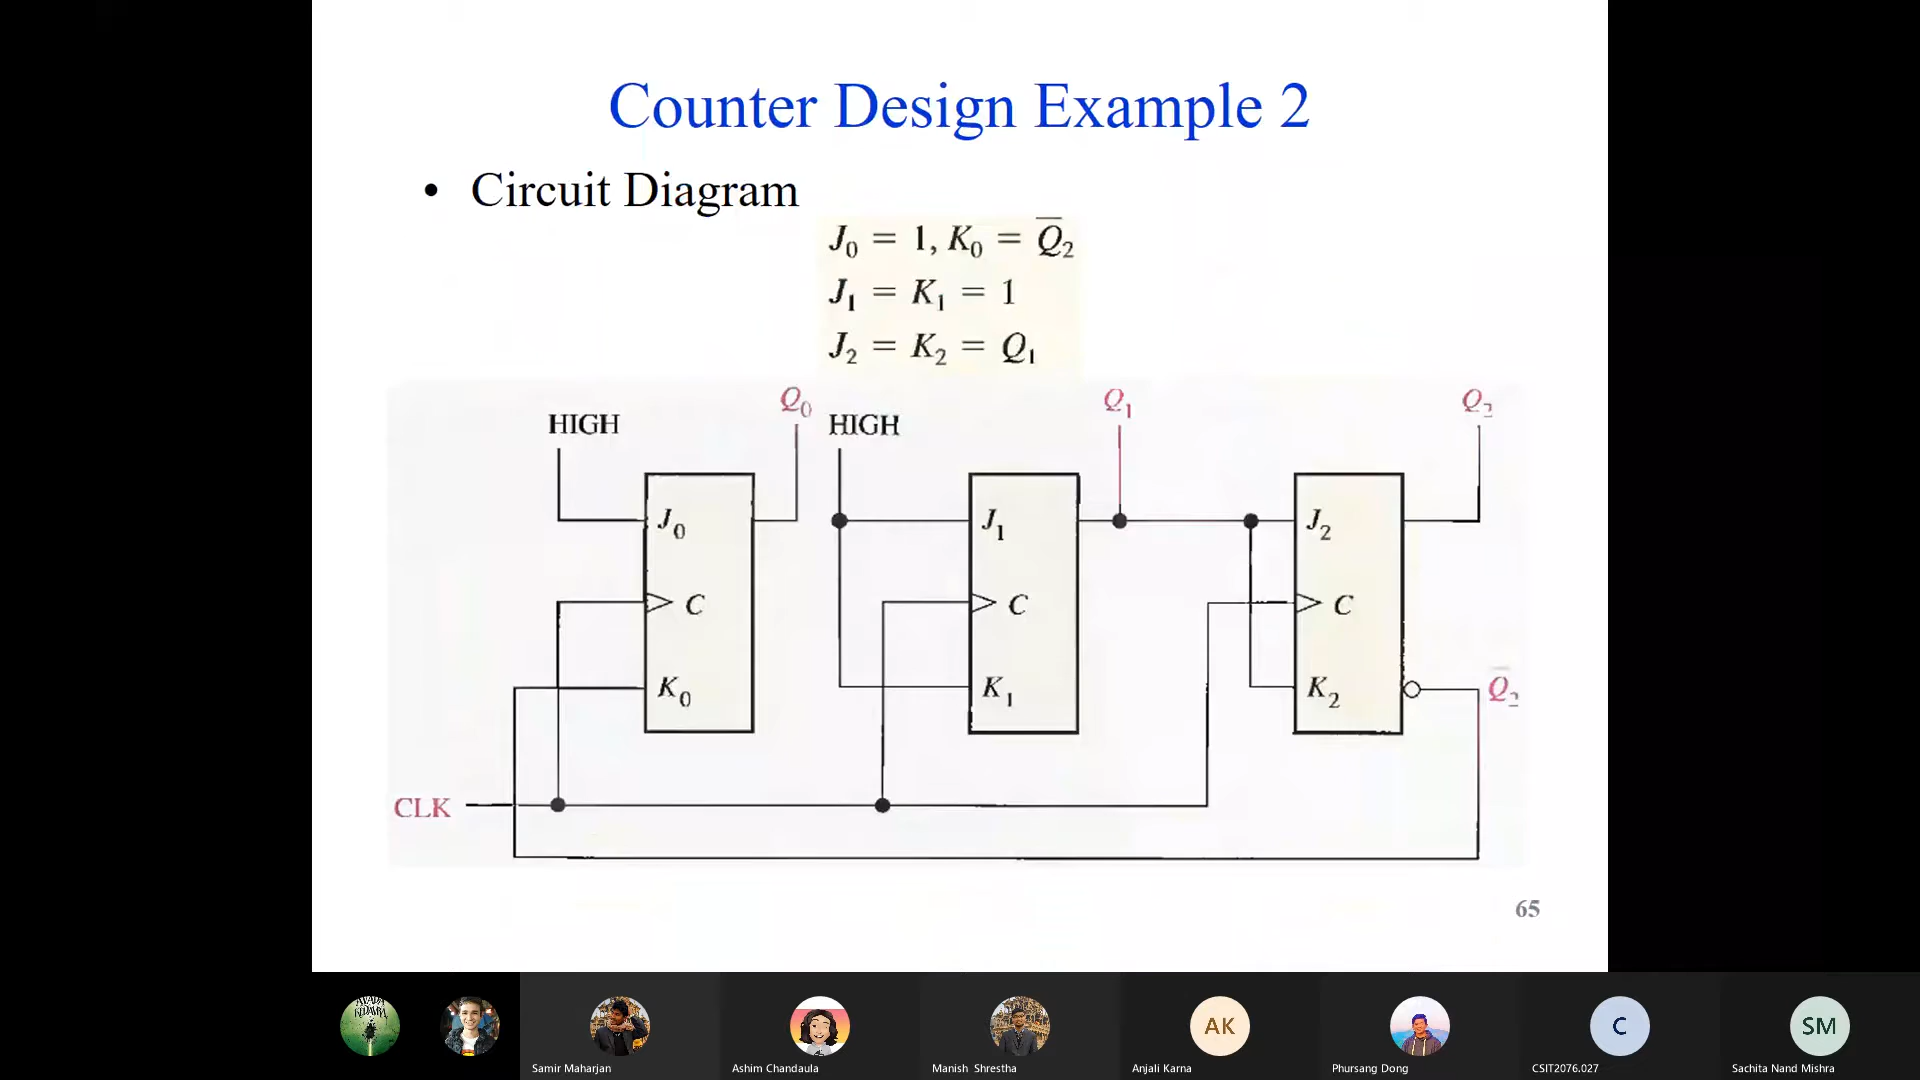 Counter Design Example 2
• Circuit Diagram
J₀ = 1, K₀ = Q̅₂
J₁ = K₁ = 1
J₂ = K₂ = Q₁
HIGH
Q₀
HIGH
Q₁
Q₂
J₀
J₁
J₂
C
C
C
K₀
K₁
K₂
Q̅₂
CLK
65
AVADA
KEDAVRA
AK
C
SM
Samir Maharjan
Ashim Chandaula
Manish Shrestha
Anjali Karna
Phursang Dong
CSIT2076.027
Sachita Nand Mishra